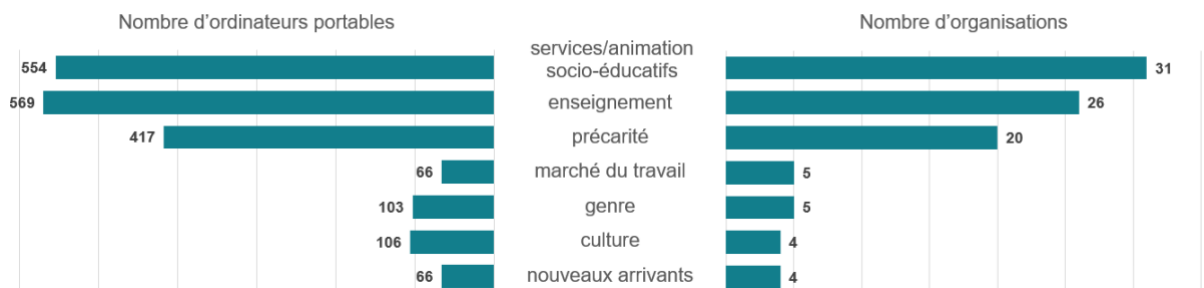 Nombre d'ordinateurs portables
Nombre d'organisations
services/animation
socio-éducatifs
554
31
569
enseignement
26
417
précarité
20
66
marché du travail
5
103
genre
5
106
culture
4
66
nouveaux arrivants
4